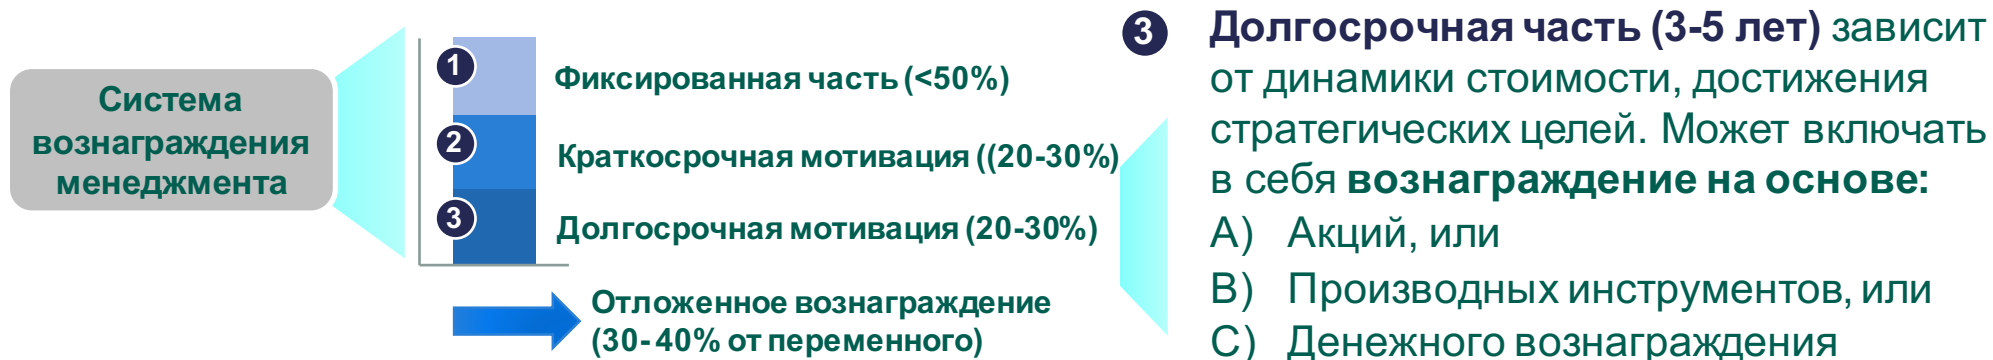 Система
вознаграждения
менеджмента
1
Фиксированная часть (<50%)
2
Краткосрочная мотивация ((20-30%)
3
Долгосрочная мотивация (20-30%)
Отложенное вознаграждение
(30-40% от переменного)
3
Долгосрочная часть (3-5 лет) зависит
от динамики стоимости, достижения
стратегических целей. Может включать
в себя вознаграждение на основе:
А) Акций, или
В) Производных инструментов, или
С) Денежного вознаграждения